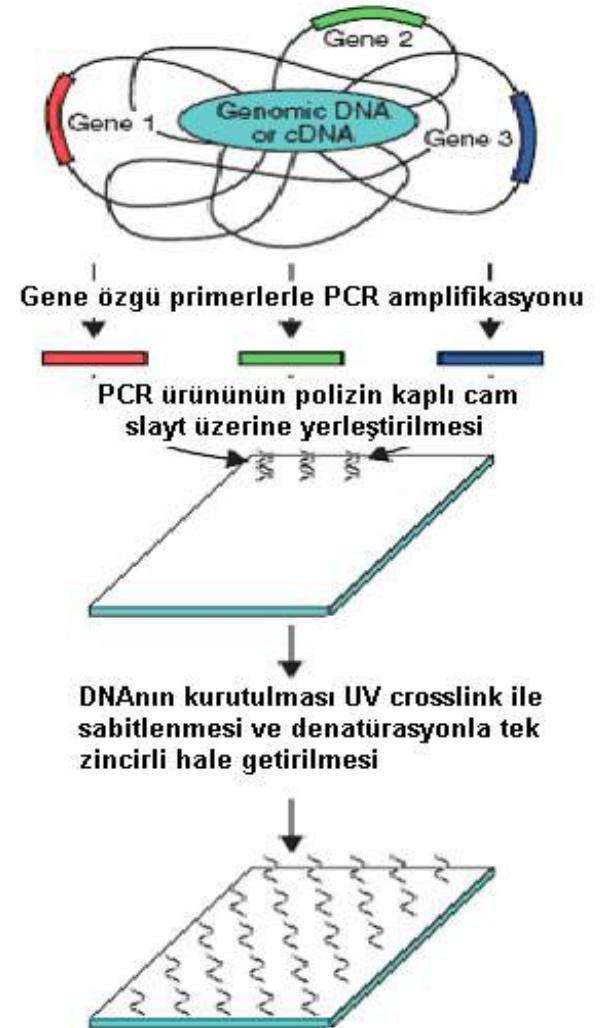 Gene 2
Gene 1
Genomic DNA
or cDNA
Gene 3
Gene özgü primerlerle PCR amplifikasyonu
PCR ürününün polizin kaplı cam
slayt üzerine yerleştirilmesi
DNAnın kurutulması UV crosslink ile
sabitlenmesi ve denatürasyonla tek
zincirli hale getirilmesi